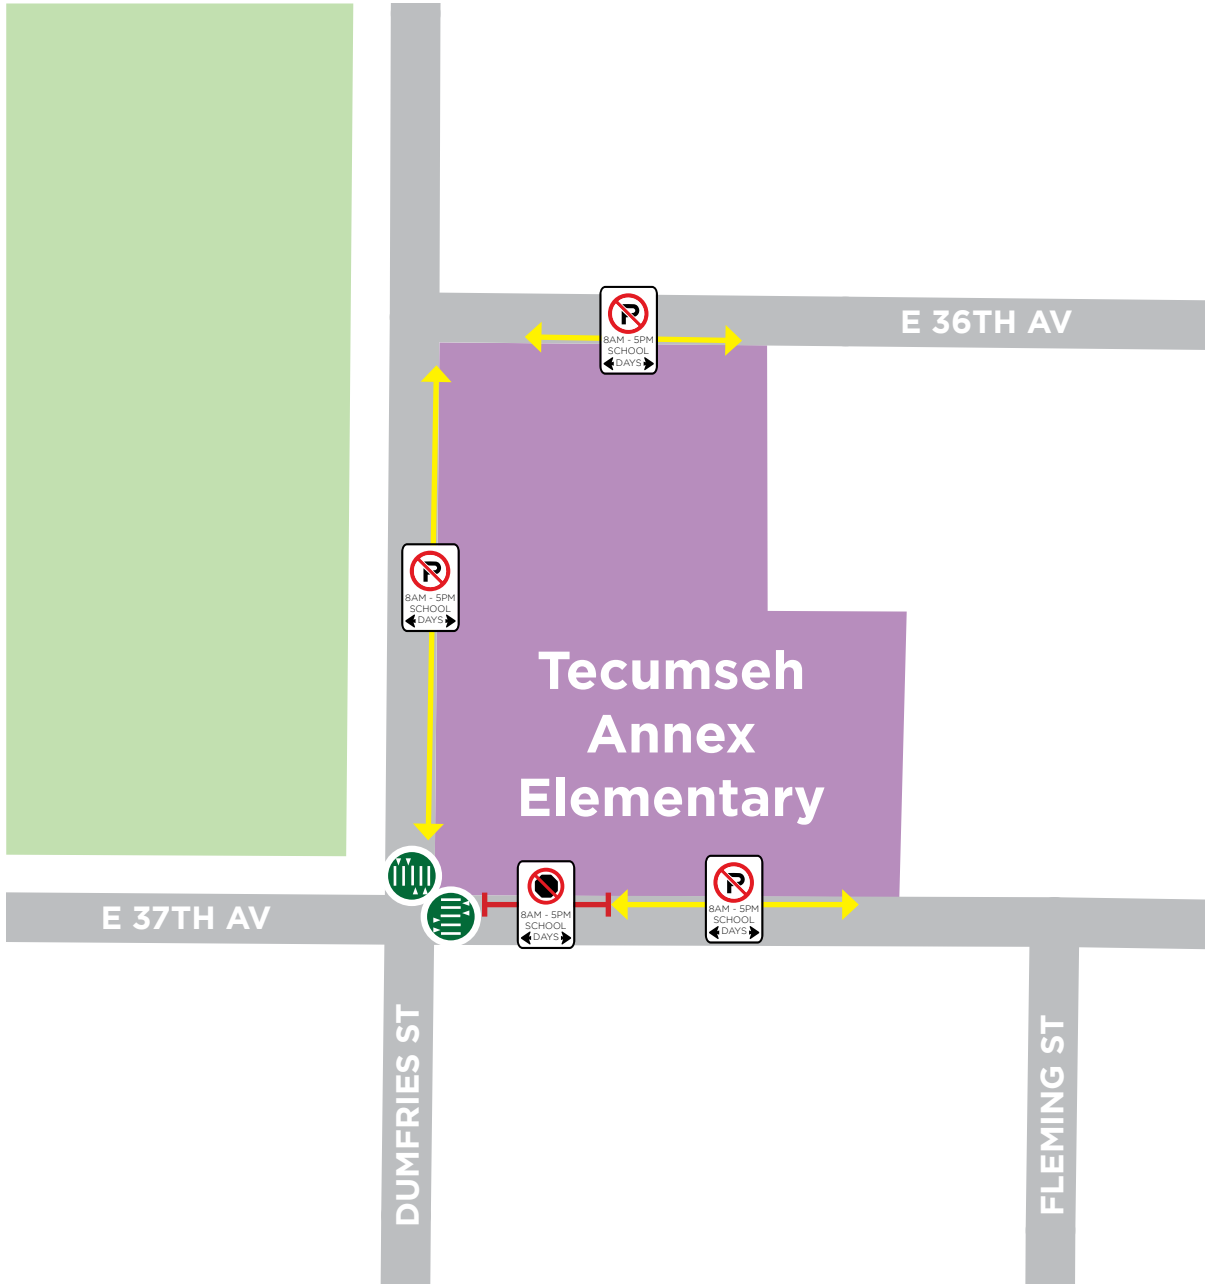 P
8AM - 5PM
SCHOOL
DAYS
E 36TH AV
P
8AM - 5PM
SCHOOL
DAYS
Tecumseh
Annex
Elementary
8AM - 5PM
SCHOOL
DAYS
P
8AM - 5PM
SCHOOL
DAYS
E 37TH AV
DUMFRIES ST
FLEMING ST